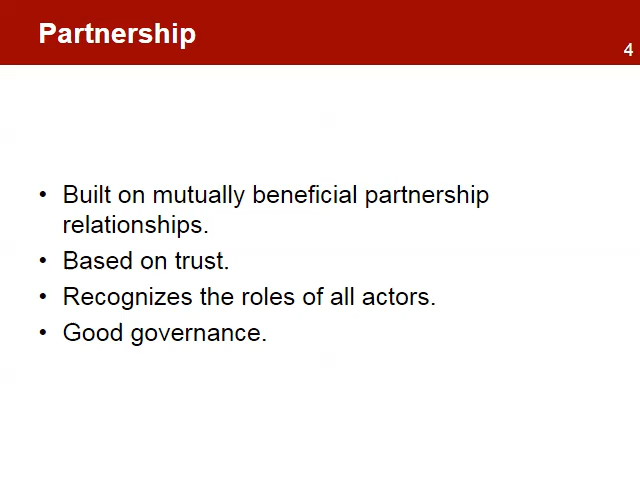 Partnership
4
• Built on mutually beneficial partnership
relationships.
• Based on trust.
• Recognizes the roles of all actors.
• Good governance.